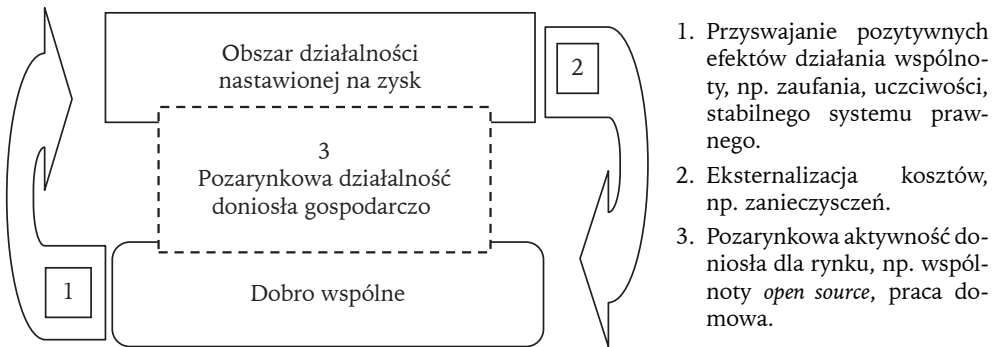 Obszar działalności
nastawionej na zysk
2
3
Pozarynkowa działalność
doniosła gospodarczo
1
Dobro wspólne
1. Przyswajanie pozytywnych
efektów działania wspólno-
ty, np. zaufania, uczciwości,
stabilnego systemu praw-
nego.
2. Eksternalizacja kosztów,
np. zanieczysczeń.
3. Pozarynkowa aktywność do-
niosła dla rynku, np. wspól-
noty open source, praca do-
mowa.